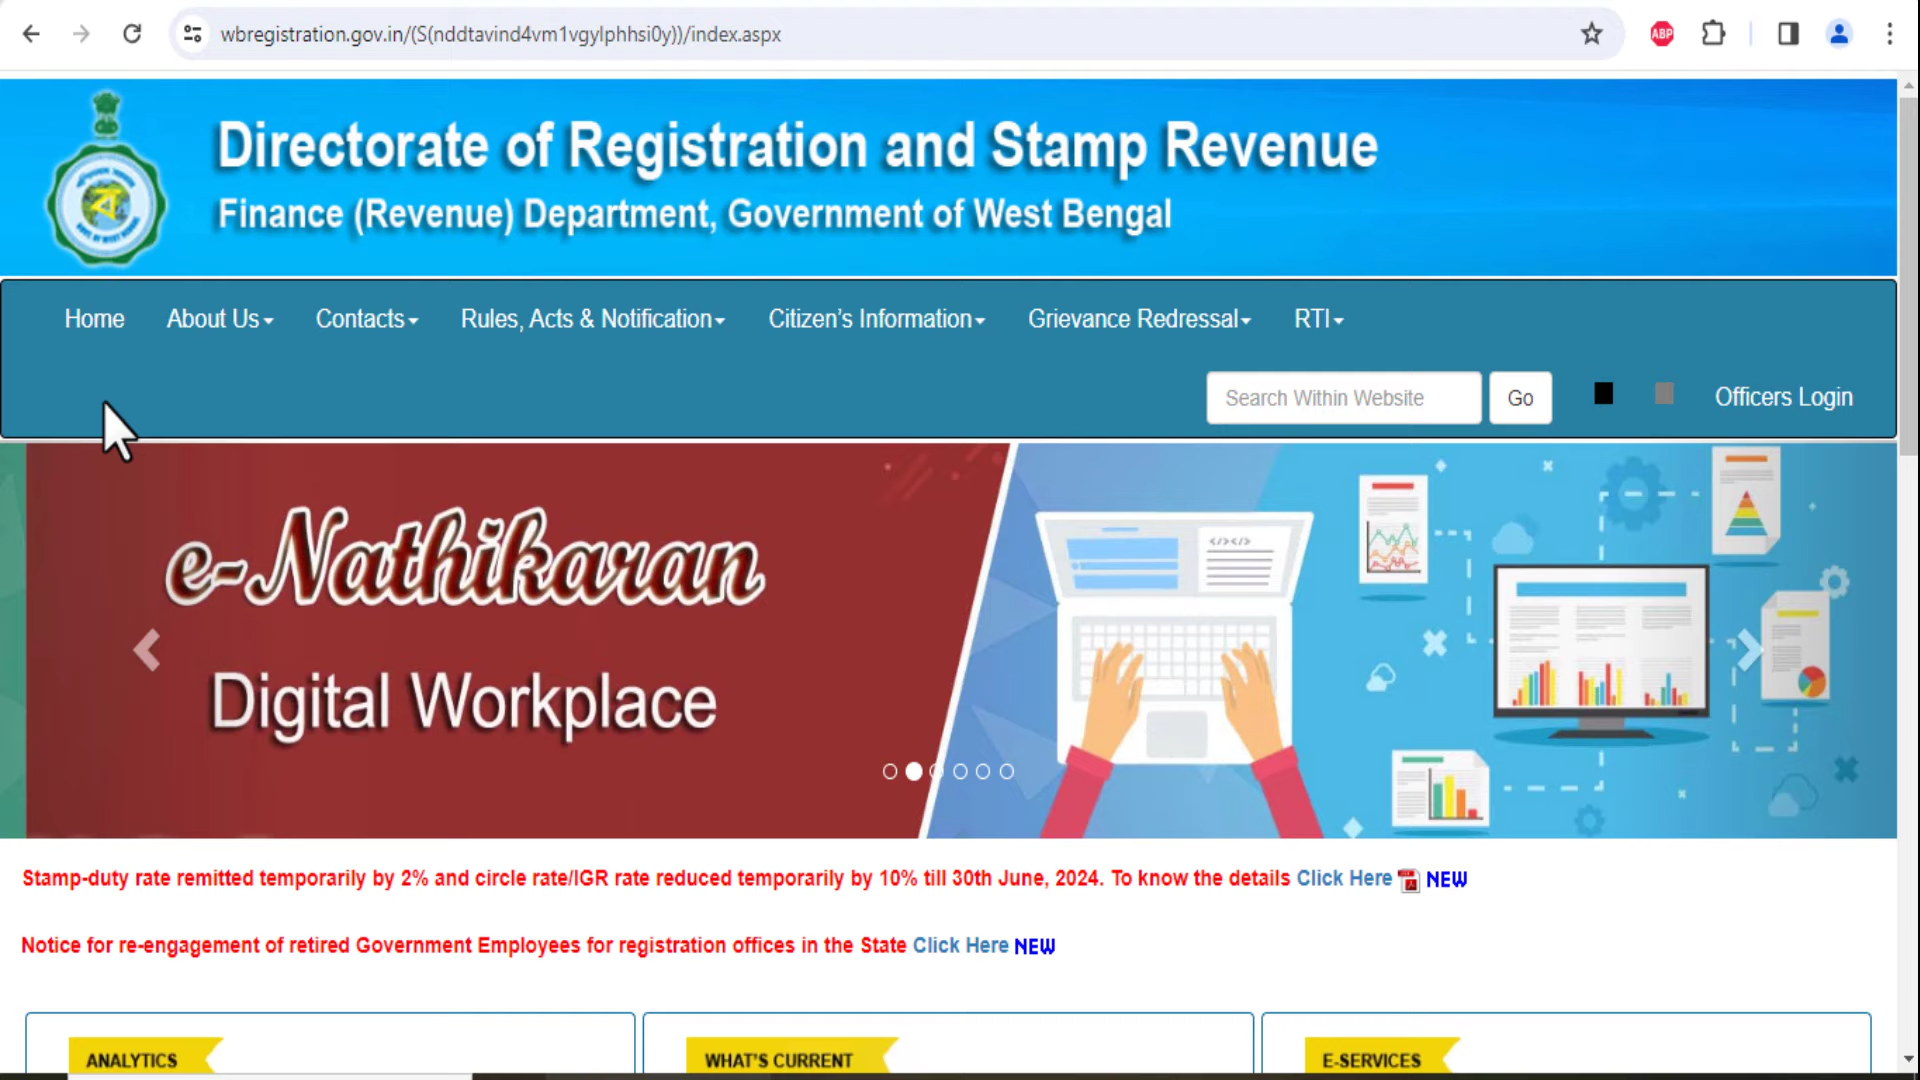 wbregistration.gov.in/(S(nddtavind4vm1vgylphhsi0y))/index.aspx
ABP
Directorate of Registration and Stamp Revenue
Finance (Revenue) Department, Government of West Bengal
Home About Us Contacts Rules, Acts & Notification Citizen's Information Grievance Redressal RTI
Search Within Website Go Officers Login
e-Nathikaran
Digital Workplace
Stamp-duty rate remitted temporarily by 2% and circle rate/IGR rate reduced temporarily by 10% till 30th June, 2024. To know the details Click Here NEW
Notice for re-engagement of retired Government Employees for registration offices in the State Click Here NEW
ANALYTICS WHAT'S CURRENT E-SERVICES